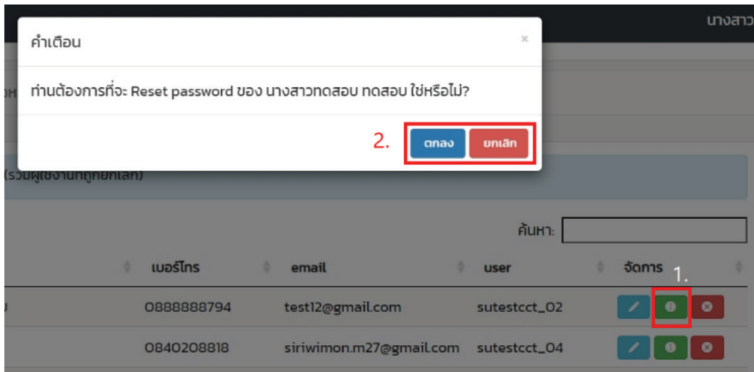 นางสาว
คำเตือน ×
ท่านต้องการที่จะ Reset password ของ นางสาวทดสอบ ทดสอบ ใช่หรือไม่?
2. ตกลง ยกเลิก
(รวมผู้ใช้งานที่ถูกยกเลิก)
ค้นหา:
เบอร์โทร email user จัดการ 1.
0888888794 test12@gmail.com sutestcct_02
0840208818 siriwimon.m27@gmail.com sutestcct_04